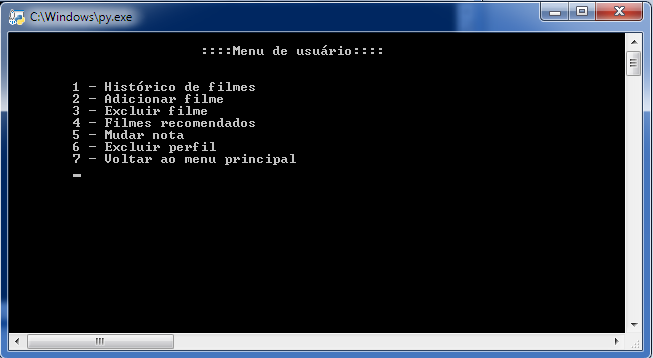 C:\Windows\py.exe
::::Menu de usuário::::
1 - Histórico de filmes
2 - Adicionar filme
3 - Excluir filme
4 - Filmes recomendados
5 - Mudar nota
6 - Excluir perfil
7 - Voltar ao menu principal